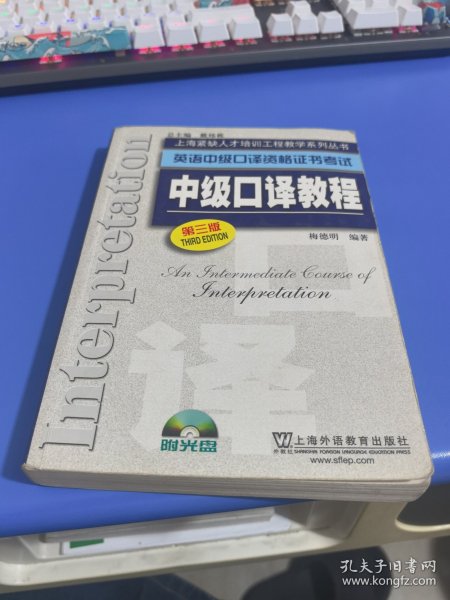 总主编 戴炜栋
上海紧缺人才培训工程教学系列丛书
英语中级口译资格证书考试
中级口译教程
第三版
THIRD EDITION
梅德明 编著
An Intermediate Course of
Interpretation
Interpretation
口
译
附光盘
W 外教社
上海外语教育出版社
SHANGHAI FOREIGN LANGUAGE EDUCATION PRESS
www.sflep.com
孔夫子旧书网
www.kongfz.com